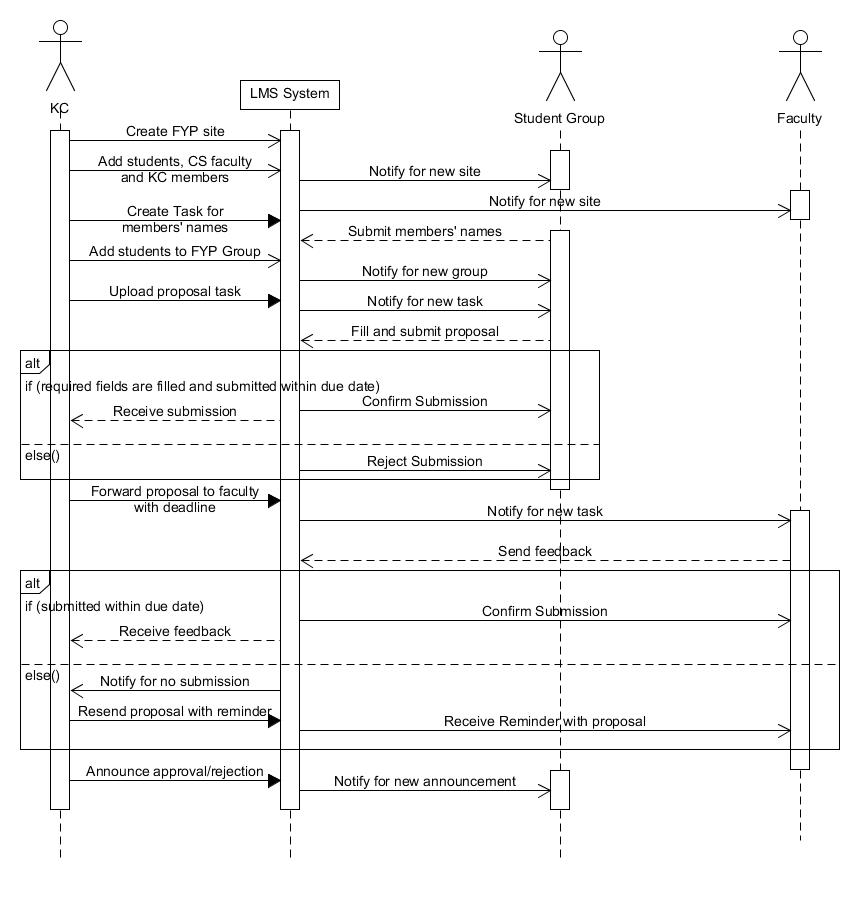 KC
LMS System
Student Group
Faculty
Create FYP site
Add students, CS faculty
and KC members
Notify for new site
Notify for new site
Create Task for
members' names
Submit members' names
Add students to FYP Group
Notify for new group
Upload proposal task
Notify for new task
Fill and submit proposal
alt
if (required fields are filled and submitted within due date)
Confirm Submission
Receive submission
else()
Reject Submission
Forward proposal to faculty
with deadline
Notify for new task
Send feedback
alt
if (submitted within due date)
Confirm Submission
Receive feedback
else()
Notify for no submission
Resend proposal with reminder
Receive Reminder with proposal
Announce approval/rejection
Notify for new announcement